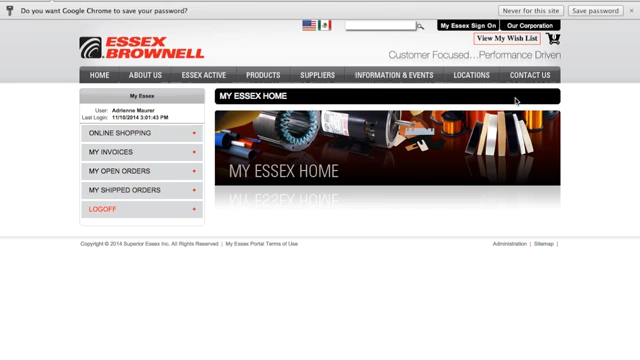 Do you want Google Chrome to save your password?
Never for this site
Save password
My Essex Sign On
Our Corporation
ESSEX
BROWNELL
View My Wish List
0
Customer Focused...Performance Driven
HOME
ABOUT US
ESSEX ACTIVE
PRODUCTS
SUPPLIERS
INFORMATION & EVENTS
LOCATIONS
CONTACT US
My Essex
User: Adrienne Maurer
Last Login: 11/10/2014 3:01:43 PM
ONLINE SHOPPING +
MY INVOICES +
MY OPEN ORDERS +
MY SHIPPED ORDERS +
LOGOFF +
MY ESSEX HOME
MY ESSEX HOME
Copyright © 2014 Superior Essex Inc. All Rights Reserved | My Essex Portal Terms of Use
Administration | Sitemap |